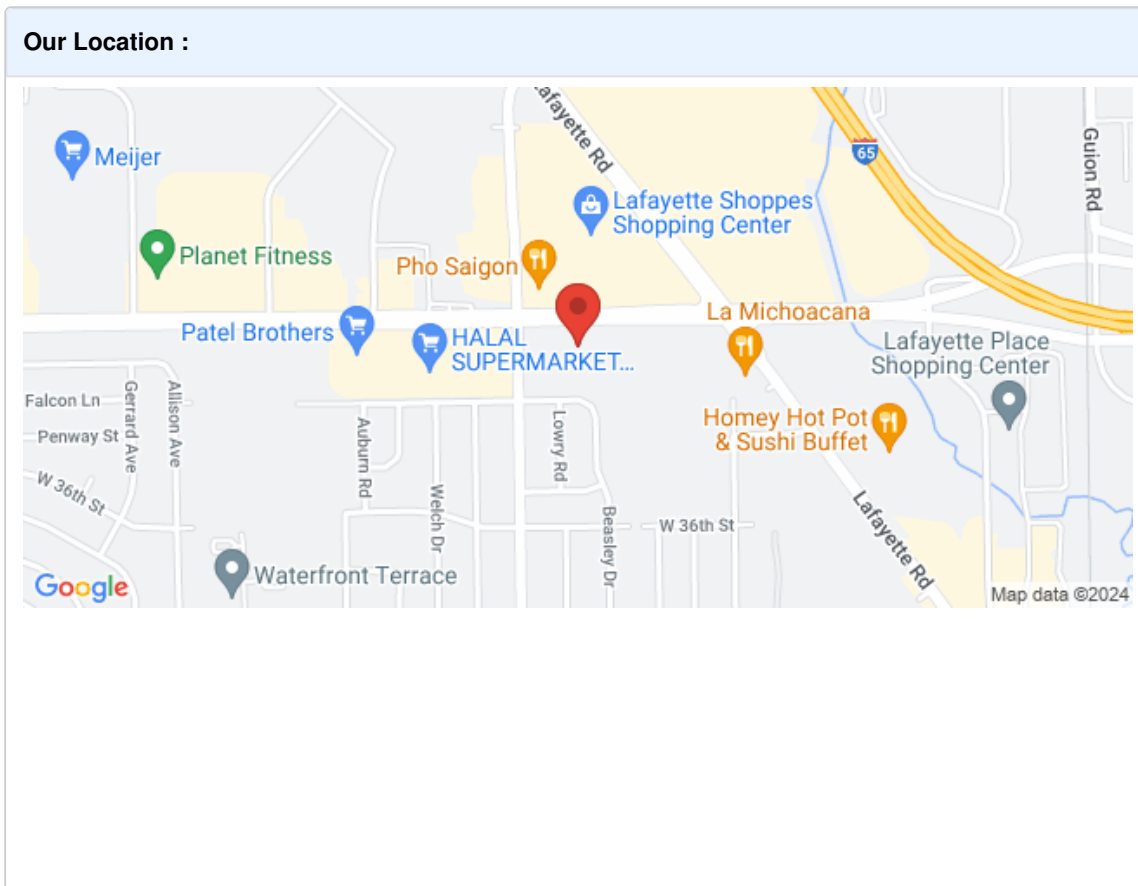 Our Location :
Lafayette Rd
65
Guion Rd
Meijer
Lafayette Shoppes
Shopping Center
Planet Fitness
Pho Saigon
La Michoacana
Patel Brothers
HALAL
SUPERMARKET...
Lafayette Place
Shopping Center
Falcon Ln
Gerrard Ave
Allison Ave
Penway St
Auburn Rd
Lowry Rd
Homey Hot Pot
& Sushi Buffet
W 36th St
Welch Dr
Beasley Dr
W 36th St
Lafayette Rd
Waterfront Terrace
Google
Map data ©2024